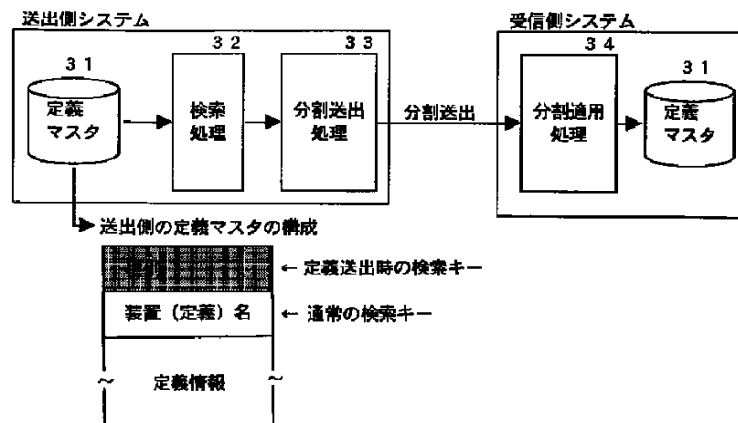 送出側システム
受信側システム
31
32
33
34
31
定義
マスタ
検索
処理
分割送出
処理
分割送出
分割適用
処理
定義
マスタ
送出側の定義マスタの構成
← 定義送出時の検索キー
装置（定義）名
← 通常の検索キー
~ 定義情報 ~